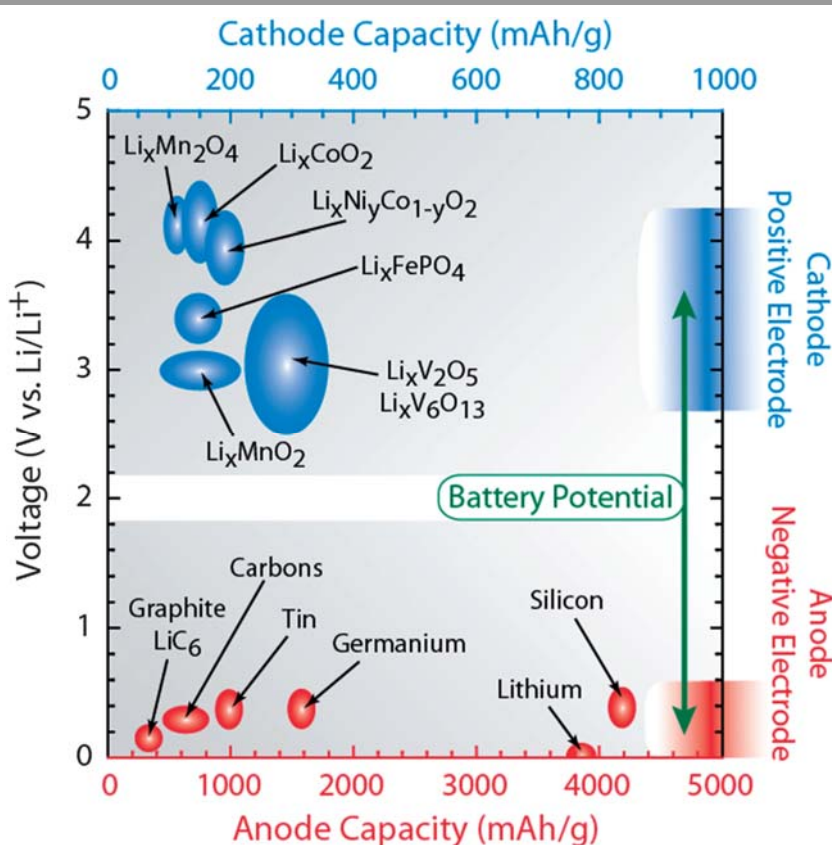 Cathode Capacity (mAh/g)
0 200 400 600 800 1000
5
4
3
2
1
0
Voltage (V vs. Li/Li⁺)
LiₓMn₂O₄
LiₓCoO₂
LiₓNiyCo₁₋yO₂
LiₓFePO₄
LiₓV₂O₅
LiₓV₆O₁₃
LiₓMnO₂
Cathode
Positive Electrode
Battery Potential
Anode
Negative Electrode
Carbons
Graphite
LiC₆
Tin
Germanium
Silicon
Lithium
0 1000 2000 3000 4000 5000
Anode Capacity (mAh/g)